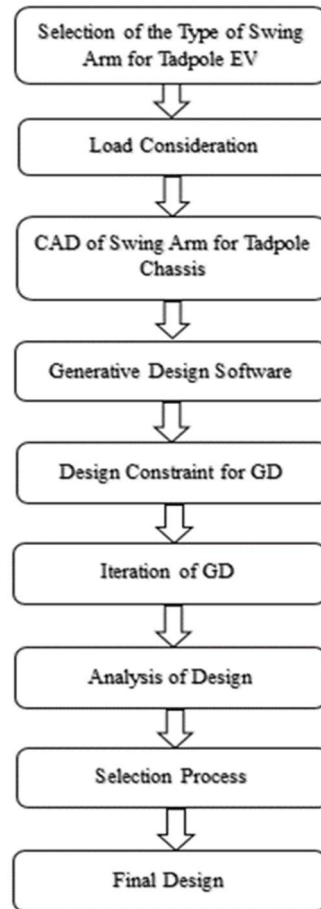 Selection of the Type of Swing
Arm for Tadpole EV
Load Consideration
CAD of Swing Arm for Tadpole
Chassis
Generative Design Software
Design Constraint for GD
Iteration of GD
Analysis of Design
Selection Process
Final Design